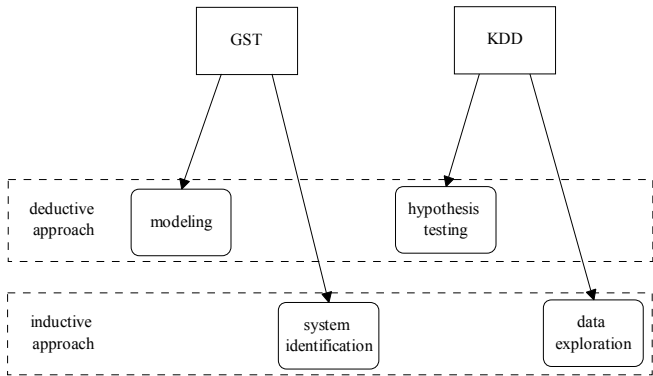 GST
KDD
deductive
approach
modeling
hypothesis
testing
inductive
approach
system
identification
data
exploration